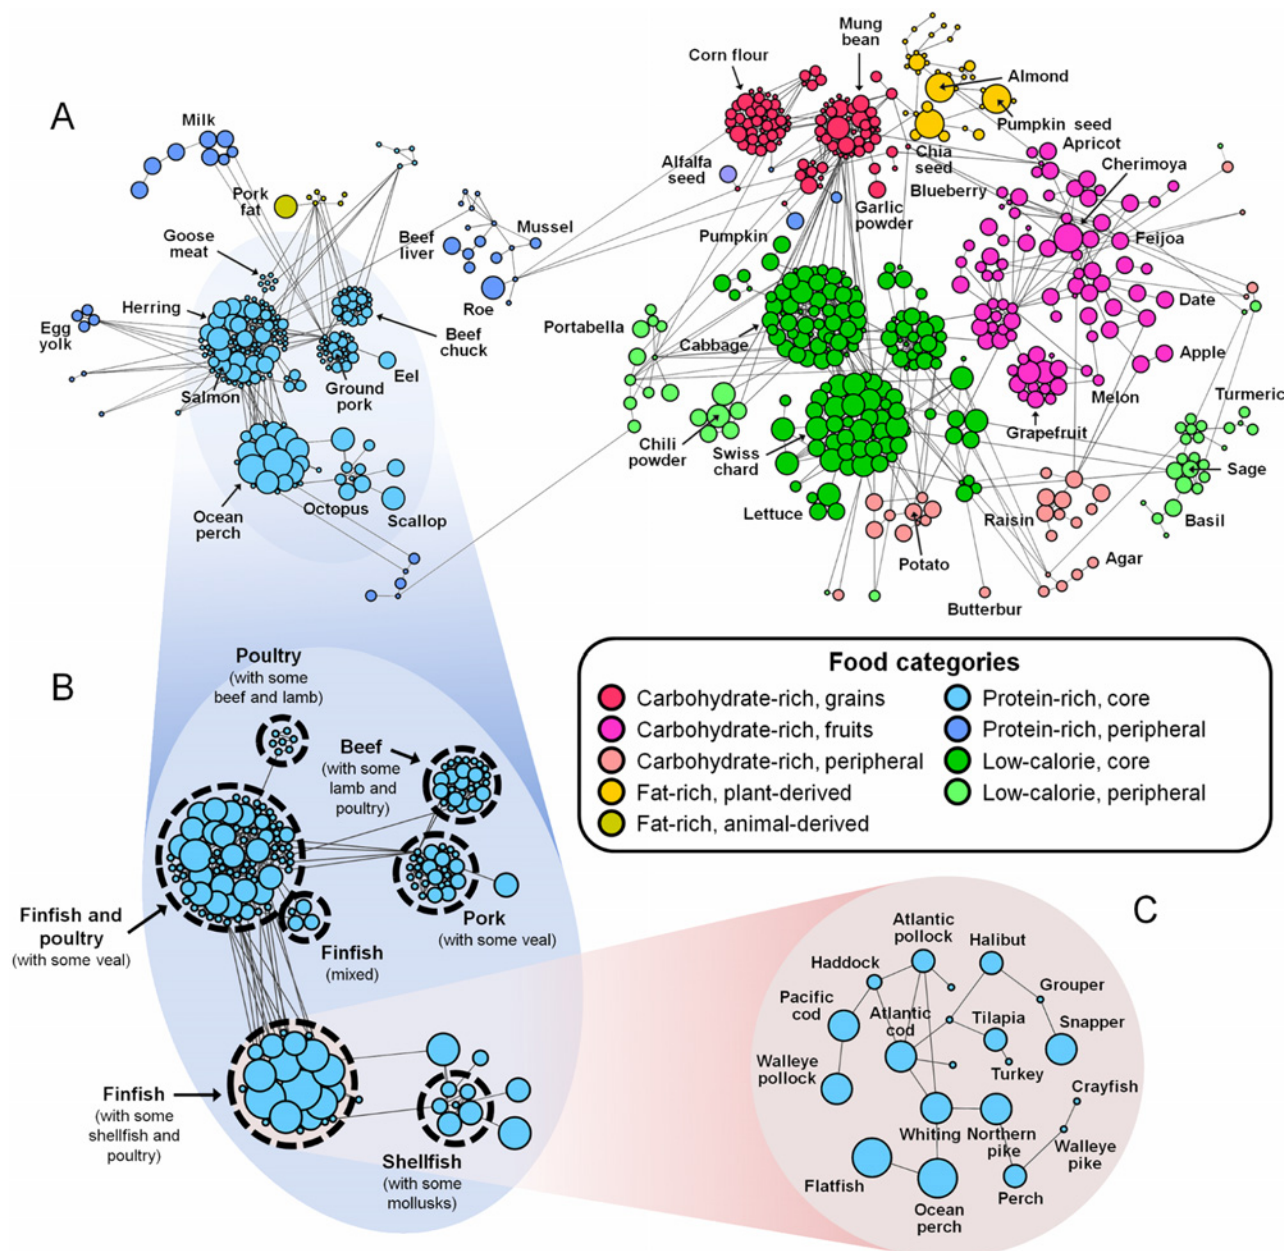 A
Milk
Pork
fat
Goose
meat
Herring
Egg
yolk
Salmon
Ocean
perch
Octopus
Scallop
Eel
Ground
pork
Beef
chuck
Beef
liver
Mussel
Roe
Corn flour
Mung
bean
Almond
Pumpkin seed
Chia
seed
Alfalfa
seed
Garlic
powder
Pumpkin
Blueberry
Apricot
Cherimoya
Feijoa
Date
Apple
Melon
Grapefruit
Portabella
Cabbage
Chili
powder
Swiss
chard
Lettuce
Potato
Raisin
Butterbur
Agar
Turmeric
Sage
Basil
B
Poultry
(with some
beef and lamb)
Beef
(with some
lamb and
poultry)
Finfish and
poultry
(with some veal)
Finfish
(mixed)
Pork
(with some veal)
Finfish
(with some
shellfish and
poultry)
Shellfish
(with some
mollusks)
Food categories
Carbohydrate-rich, grains
Carbohydrate-rich, fruits
Carbohydrate-rich, peripheral
Fat-rich, plant-derived
Fat-rich, animal-derived
Protein-rich, core
Protein-rich, peripheral
Low-calorie, core
Low-calorie, peripheral
C
Atlantic
pollock
Halibut
Haddock
Grouper
Pacific
cod
Atlantic
cod
Tilapia
Snapper
Walleye
pollock
Turkey
Crayfish
Whiting
Northern
pike
Walleye
pike
Flatfish
Ocean
perch
Perch